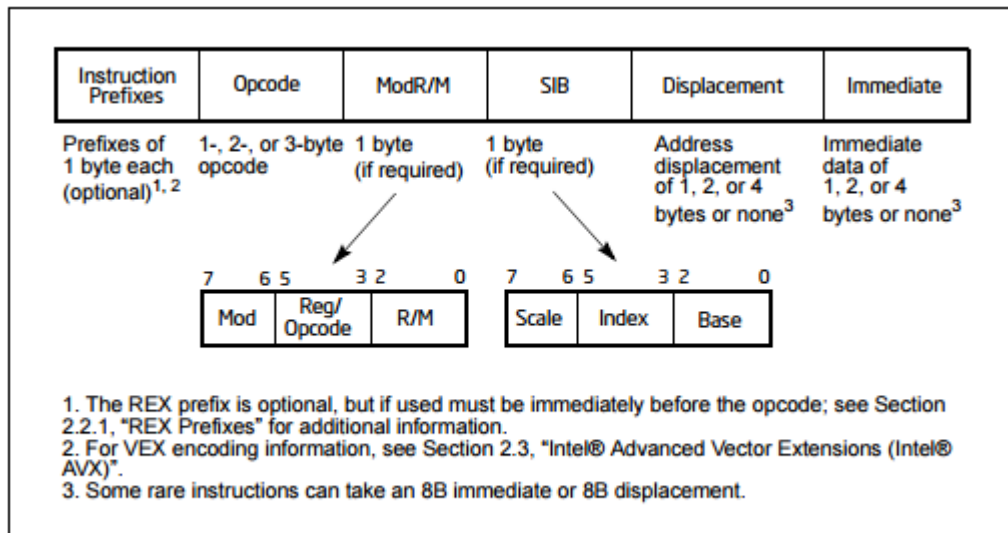 Instruction Prefixes
Opcode
ModR/M
SIB
Displacement
Immediate
Prefixes of
1 byte each
(optional)1, 2
1-, 2-, or 3-byte
opcode
1 byte
(if required)
1 byte
(if required)
Address
displacement
of 1, 2, or 4
bytes or none3
Immediate
data of
1, 2, or 4
bytes or none3
7 6 5 3 2 0
Mod
Reg/
Opcode
R/M
7 6 5 3 2 0
Scale
Index
Base
1. The REX prefix is optional, but if used must be immediately before the opcode; see Section
2.2.1, “REX Prefixes” for additional information.
2. For VEX encoding information, see Section 2.3, “Intel® Advanced Vector Extensions (Intel®
AVX)”.
3. Some rare instructions can take an 8B immediate or 8B displacement.